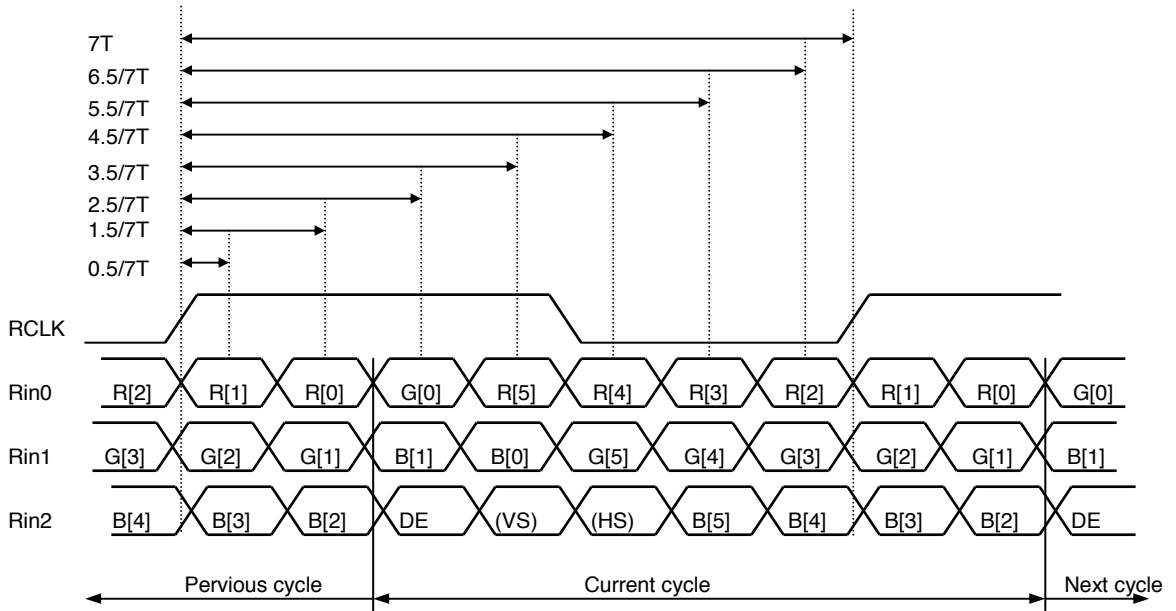 7T
6.5/7T
5.5/7T
4.5/7T
3.5/7T
2.5/7T
1.5/7T
0.5/7T
RCLK
Rin0 R[2] R[1] R[0] G[0] R[5] R[4] R[3] R[2] R[1] R[0] G[0]
Rin1 G[3] G[2] G[1] B[1] B[0] G[5] G[4] G[3] G[2] G[1] B[1]
Rin2 B[4] B[3] B[2] DE (VS) (HS) B[5] B[4] B[3] B[2] DE
Pervious cycle Current cycle Next cycle